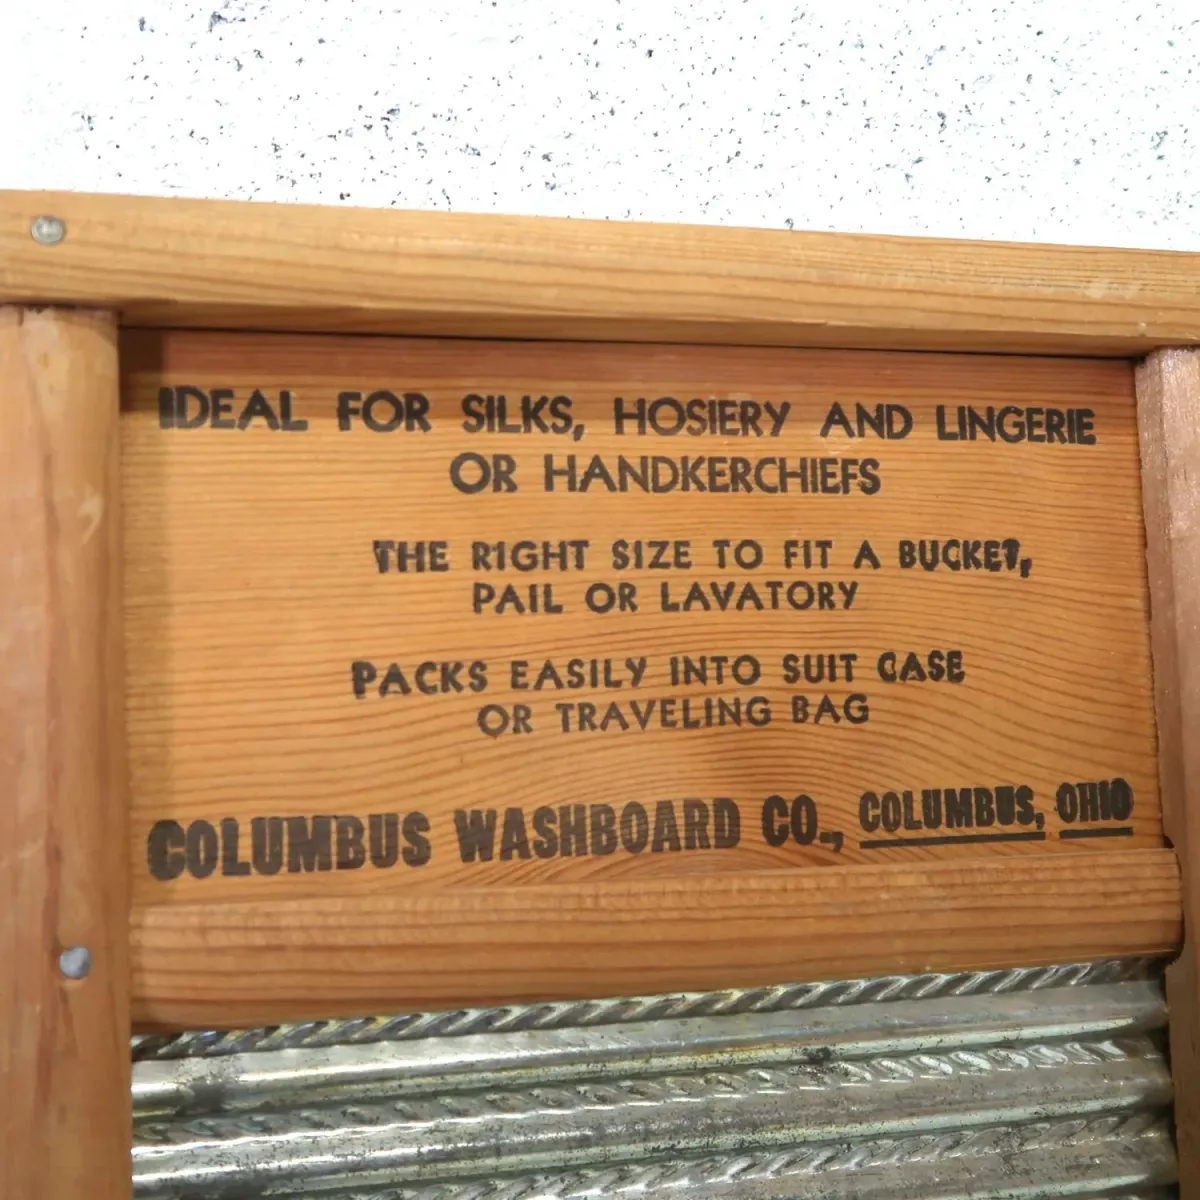 IDEAL FOR SILKS, HOSIERY AND LINGERIE
OR HANDKERCHIEFS
THE RIGHT SIZE TO FIT A BUCKET,
PAIL OR LAVATORY
PACKS EASILY INTO SUIT CASE
OR TRAVELING BAG
COLUMBUS WASHBOARD CO., COLUMBUS, OHIO